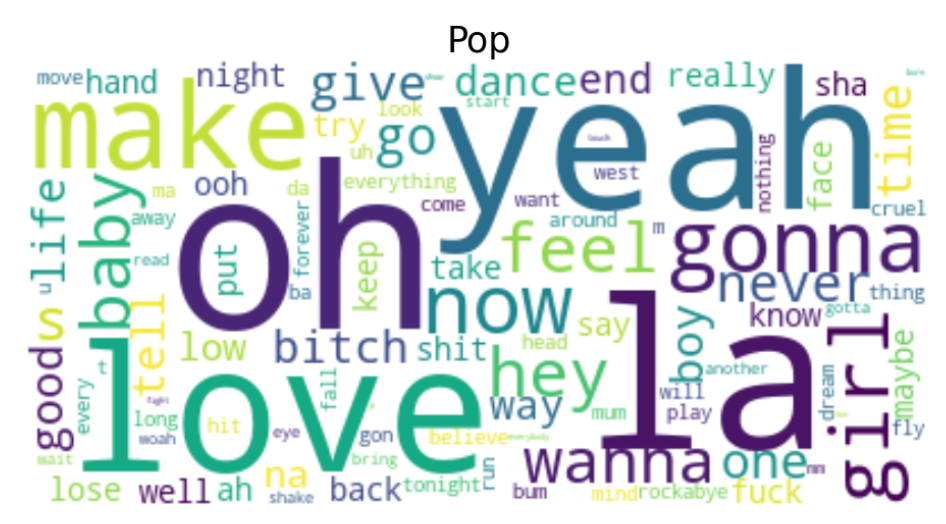 Pop
move hand night give dance end really sha
make yeah
look start time
try go
uh
west nothing face
ooh da everything
life baby ma come want cruel
away oh around m
forever feel gonna
read put keep take never thing
u ba now la
s know gotta
tell say boy
good low bitch shit head girl maybe
love hey another dream
t fall will
every way play
long hit mum fly
woah eye gon believe
wait bring wanna one
na run
lose well ah shake back tonight bum mind rockabye fuck